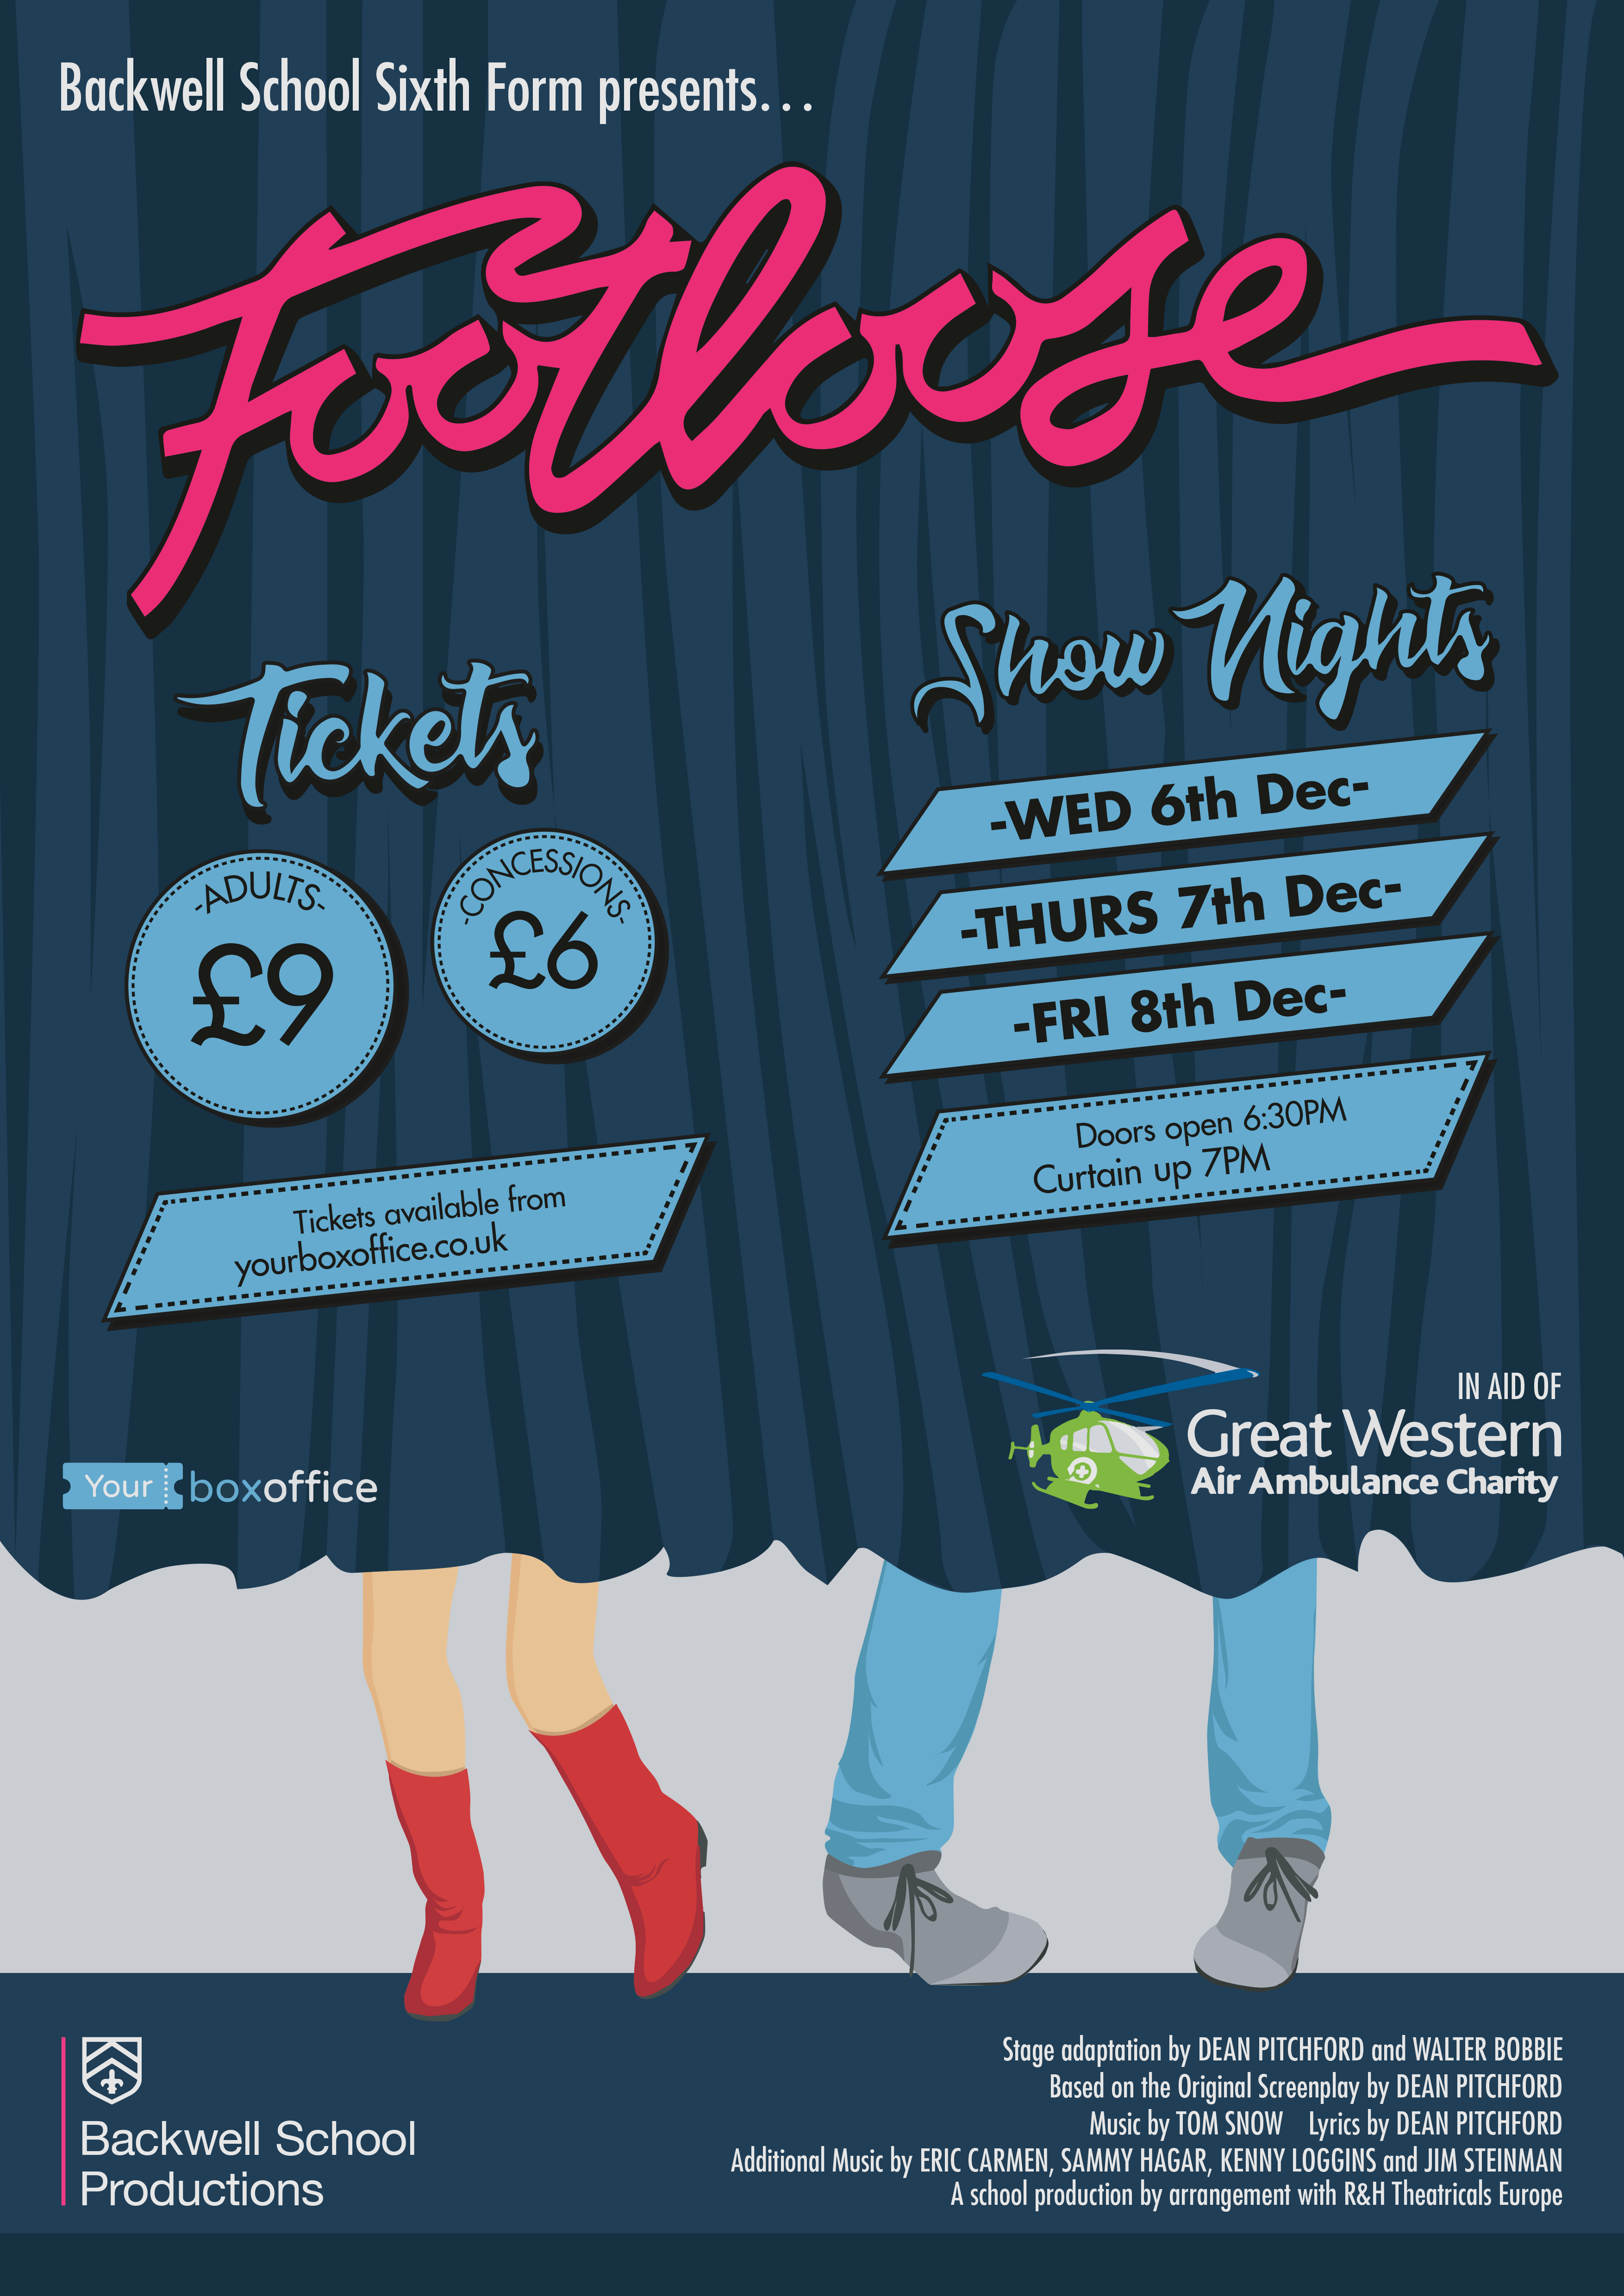 Backwell School Sixth Form presents...
Footloose
Tickets
-ADULTS-
£9
-CONCESSIONS-
£6
Tickets available from
yourboxoffice.co.uk
Show Nights
-WED 6th Dec-
-THURS 7th Dec-
-FRI 8th Dec-
Doors open 6:30PM
Curtain up 7PM
Your boxoffice
IN AID OF
Great Western
Air Ambulance Charity
Backwell School
Productions
Stage adaptation by DEAN PITCHFORD and WALTER BOBBIE
Based on the Original Screenplay by DEAN PITCHFORD
Music by TOM SNOW    Lyrics by DEAN PITCHFORD
Additional Music by ERIC CARMEN, SAMMY HAGAR, KENNY LOGGINS and JIM STEINMAN
A school production by arrangement with R&H Theatricals Europe